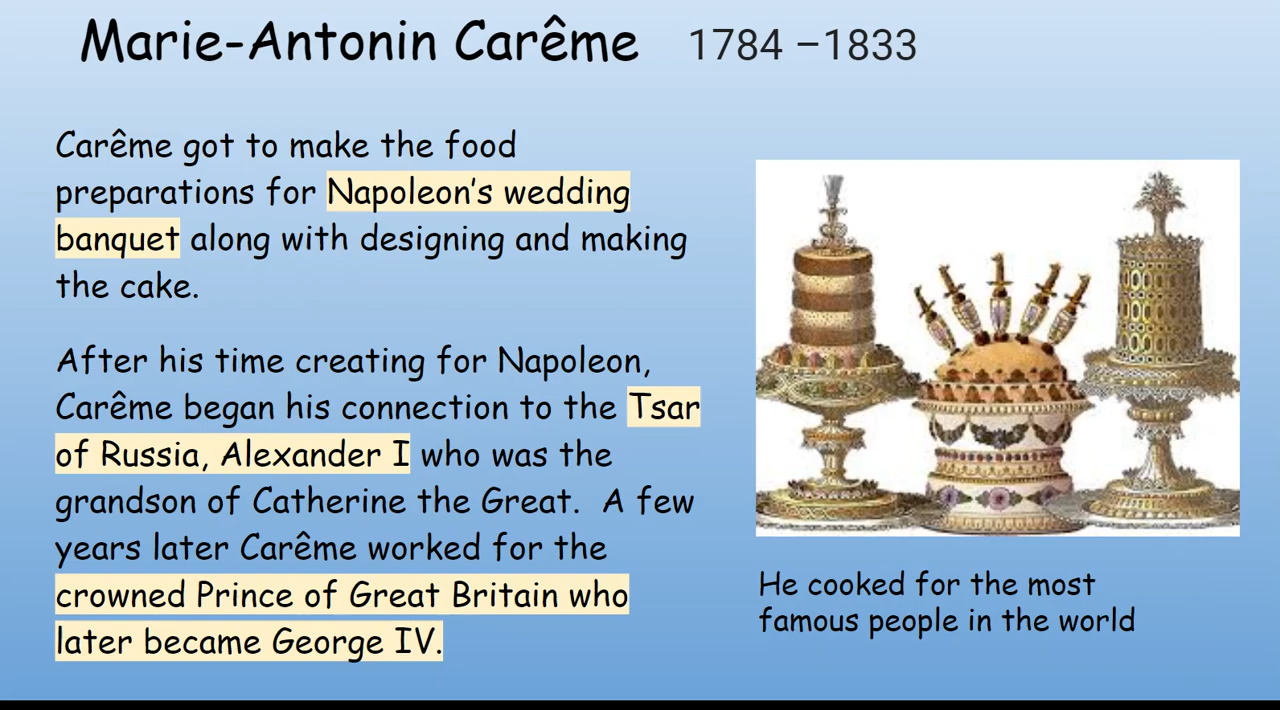 Marie-Antonin Carême 1784 –1833
Carême got to make the food
preparations for Napoleon’s wedding
banquet along with designing and making
the cake.
After his time creating for Napoleon,
Carême began his connection to the Tsar
of Russia, Alexander I who was the
grandson of Catherine the Great.  A few
years later Carême worked for the
crowned Prince of Great Britain who
later became George IV.
He cooked for the most
famous people in the world